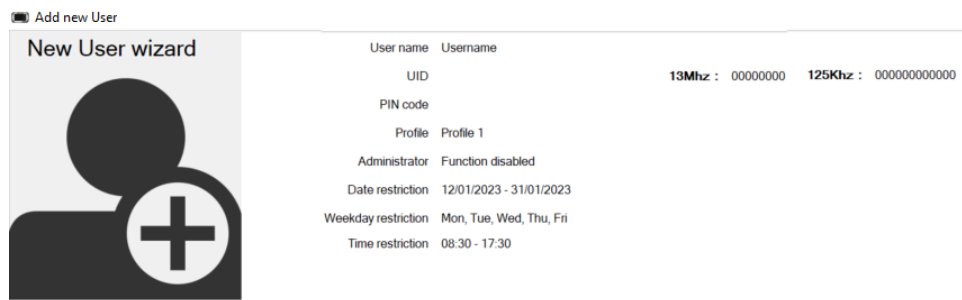 Add new User
New User wizard
User name Username
UID 13Mhz : 00000000 125Khz : 000000000000
PIN code
Profile Profile 1
Administrator Function disabled
Date restriction 12/01/2023 - 31/01/2023
Weekday restriction Mon, Tue, Wed, Thu, Fri
Time restriction 08:30 - 17:30